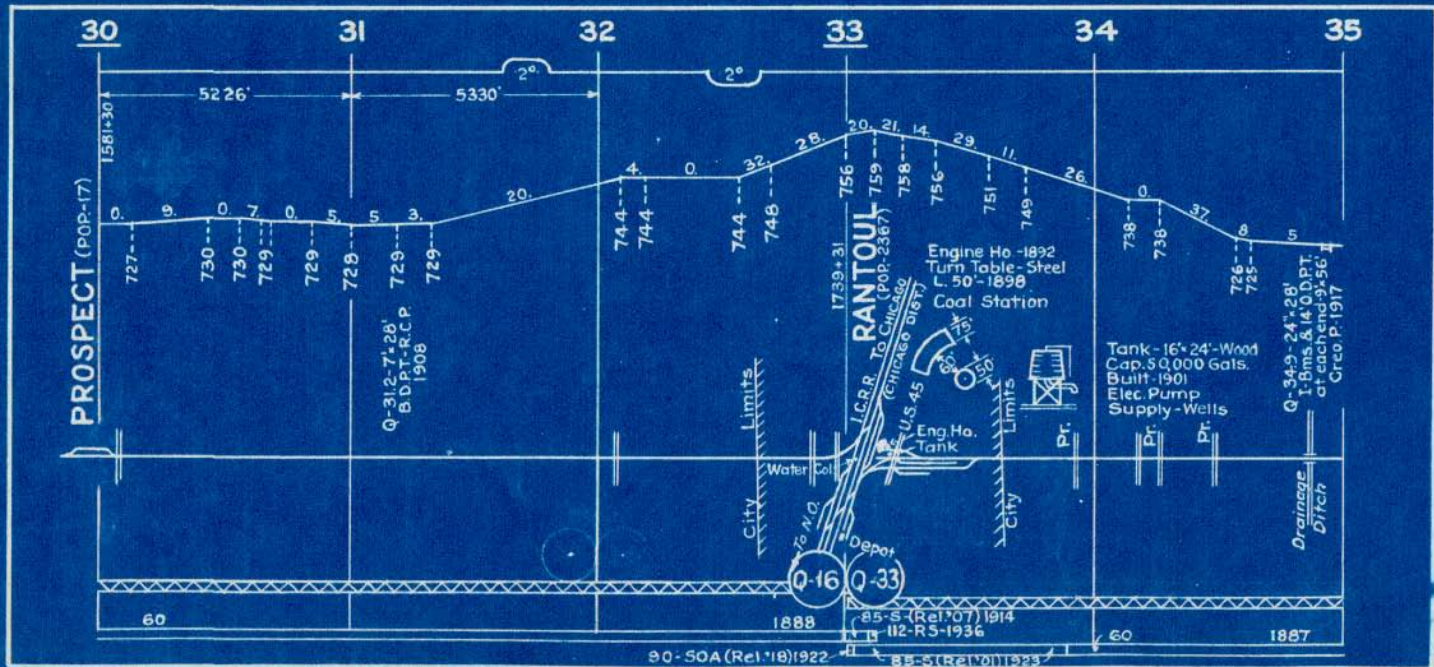 30 31 32 33 34 35
2° 2°
5226' 5330'
1581+30
PROSPECT (POP.-17)
0. 9. 0. 7. 0. 5. 5 3. 20. 4. 0. 32. 28. 20. 21. 14. 29. 11. 26. 0. 37. 8. 5
727 730 730 729 729 728 729 729 744 744 744 748 756 759 758 756 751 749 738 738 726 725
Q-31.2-7'×28'
B.D.PT-R.C.P.
1908
1739+31
RANTOUL
(POP.-2367)
Engine Ho.-1892
Turn Table-Steel
L. 50'-1898
Coal Station
75'
60'
50'
I.C.R.R. To CHICAGO
(CHICAGO DIST.)
U.S. 45
Tank-16'×24'-Wood
Cap. 50,000 Gals.
Built-1901
Elec. Pump
Supply-Wells
Q-34.9-24"×28'
I-Bms. & 14' O.D.P.T.
at each end-9'×56'
Creo. P.-1917
City Limits
Water Col.
Eng. Ho.
Tank
City Limits
Pr. Pr. Pr.
Drainage
Ditch
To N.O.
Depot
Q-16 Q-33
60 1888
85-S-(Rel.'07) 1914
112-RS-1936
60 1887
90-SOA (Rel.'18) 1922
85-S (Rel.'01) 1923